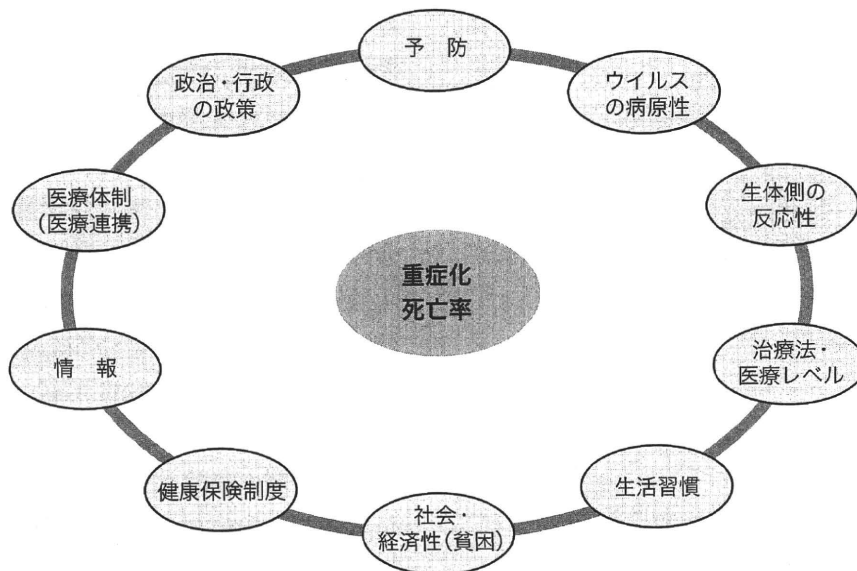 予 防
ウイルス
の病原性
生体側の
反応性
治療法・
医療レベル
生活習慣
社会・
経済性(貧困)
健康保険制度
情 報
医療体制
(医療連携)
政治・行政
の政策
重症化
死亡率